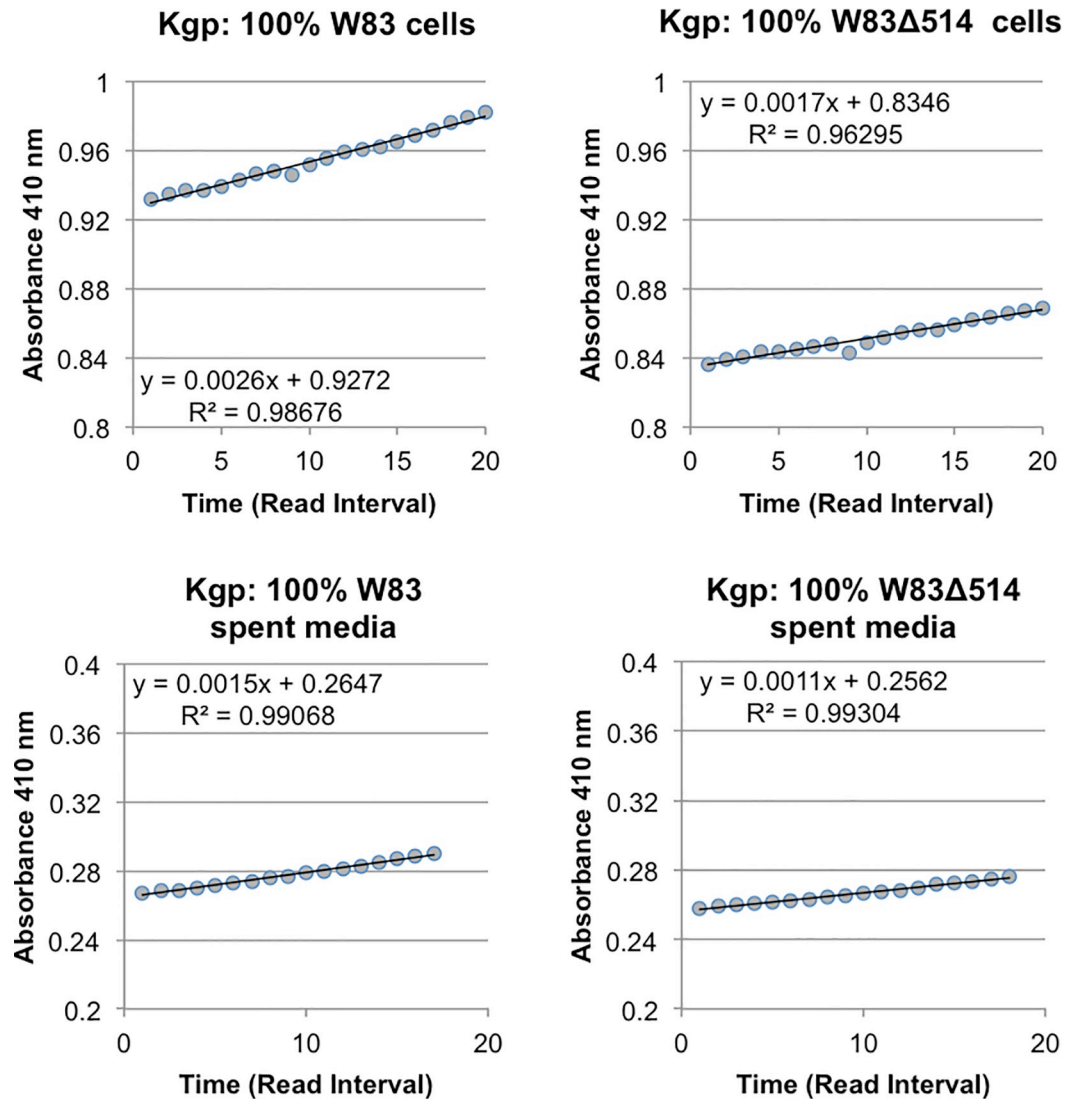 Kgp: 100% W83 cells
y = 0.0026x + 0.9272
R² = 0.98676
Absorbance 410 nm
1
0.96
0.92
0.88
0.84
0.8
0 5 10 15 20
Time (Read Interval)
Kgp: 100% W83Δ514 cells
y = 0.0017x + 0.8346
R² = 0.96295
Absorbance 410 nm
1
0.96
0.92
0.88
0.84
0.8
0 5 10 15 20
Time (Read Interval)
Kgp: 100% W83
spent media
y = 0.0015x + 0.2647
R² = 0.99068
Absorbance 410 nm
0.4
0.36
0.32
0.28
0.24
0.2
0 10 20
Time (Read Interval)
Kgp: 100% W83Δ514
spent media
y = 0.0011x + 0.2562
R² = 0.99304
Absorbance 410 nm
0.4
0.36
0.32
0.28
0.24
0.2
0 10 20
Time (Read Interval)